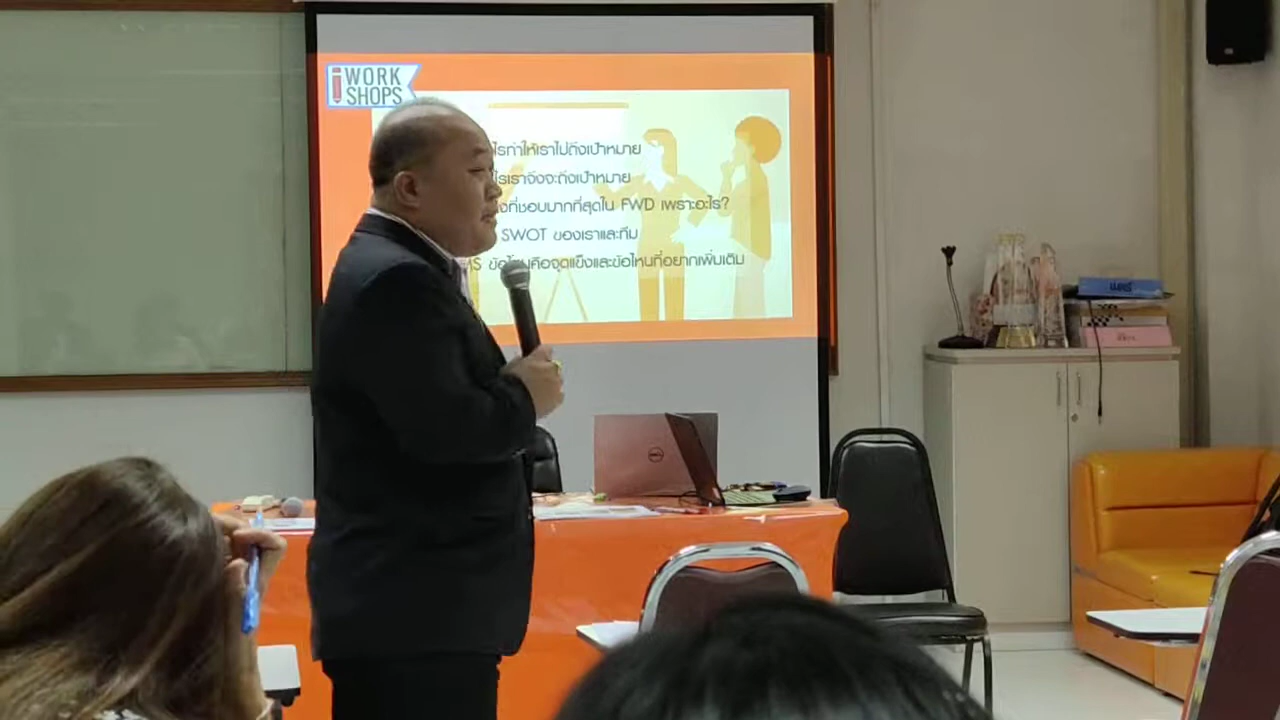 i WORK
SHOPS
ไรทำให้เราไปถึงเป้าหมาย
ไรเราจึงจะถึงเป้าหมาย
ที่ชอบมากที่สุดใน FWD เพราะอะไร?
SWOT ของเราและทีม
ข้อไหนคือจุดแข็งและข้อไหนที่อยากเพิ่มเติม
DELL